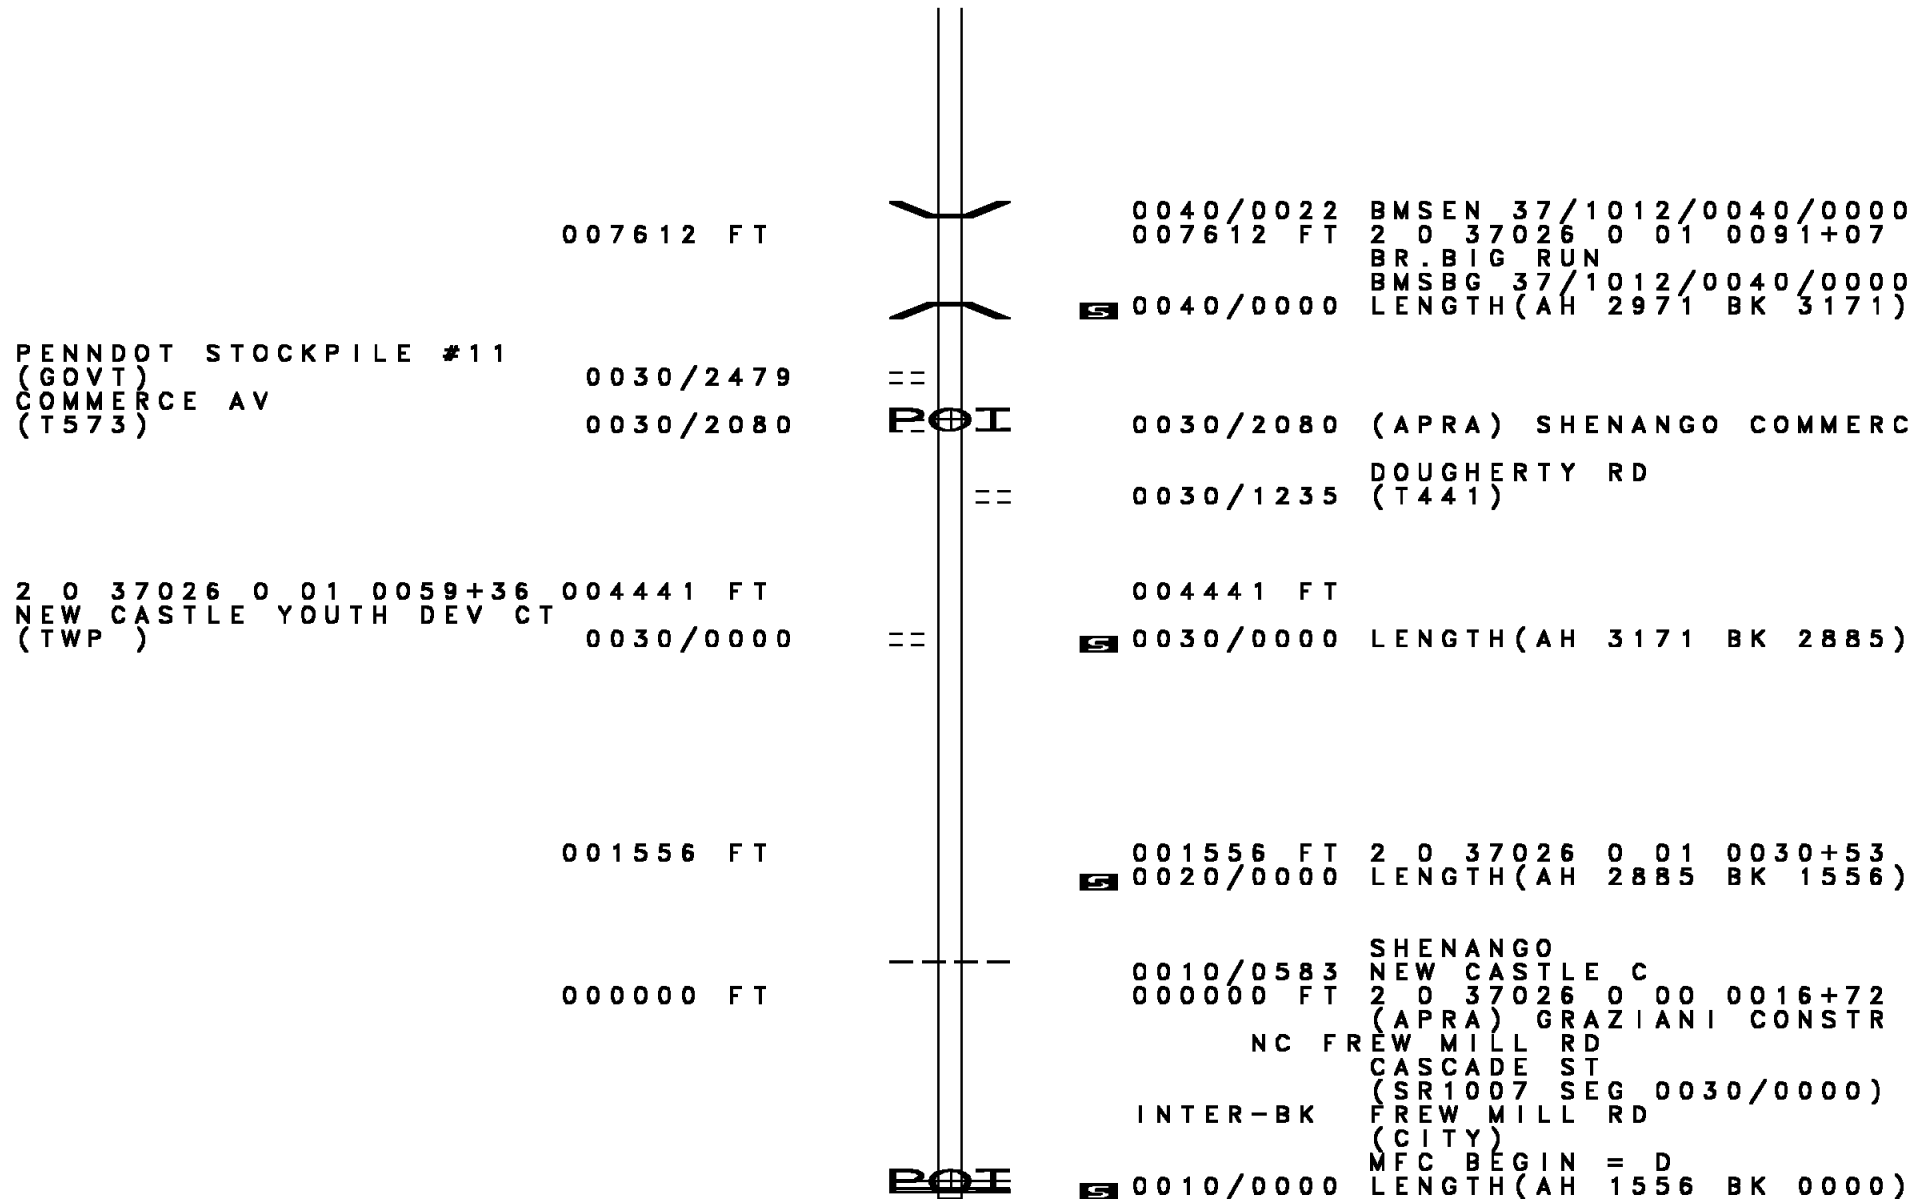 0040/0022 BMSEN 37/1012/0040/0000
007612 FT 007612 FT 2 0 37026 0 01 0091+07
BR.BIG RUN
BMSBG 37/1012/0040/0000
S 0040/0000 LENGTH(AH 2971 BK 3171)
PENNDOT STOCKPILE #11
(GOVT) 0030/2479 ==
COMMERCE AV
(T573) 0030/2080 POI 0030/2080 (APRA) SHENANGO COMMERC
DOUGHERTY RD
== 0030/1235 (T441)
2 0 37026 0 01 0059+36 004441 FT 004441 FT
NEW CASTLE YOUTH DEV CT
(TWP ) 0030/0000 == S 0030/0000 LENGTH(AH 3171 BK 2885)
001556 FT 001556 FT 2 0 37026 0 01 0030+53
S 0020/0000 LENGTH(AH 2885 BK 1556)
SHENANGO
0010/0583 NEW CASTLE C
000000 FT 000000 FT 2 0 37026 0 00 0016+72
(APRA) GRAZIANI CONSTR
NC FREW MILL RD
CASCADE ST
(SR1007 SEG 0030/0000)
INTER-BK FREW MILL RD
(CITY)
MFC BEGIN = D
POI S 0010/0000 LENGTH(AH 1556 BK 0000)